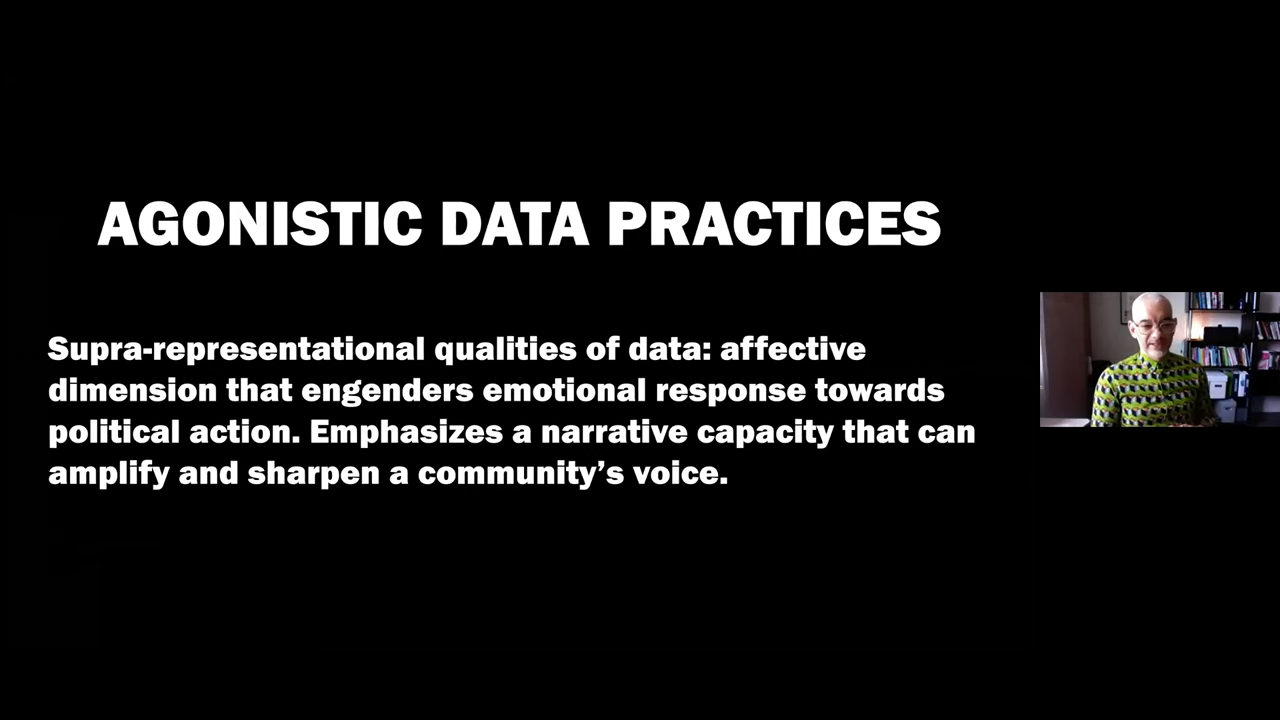 AGONISTIC DATA PRACTICES
Supra-representational qualities of data: affective
dimension that engenders emotional response towards
political action. Emphasizes a narrative capacity that can
amplify and sharpen a community’s voice.